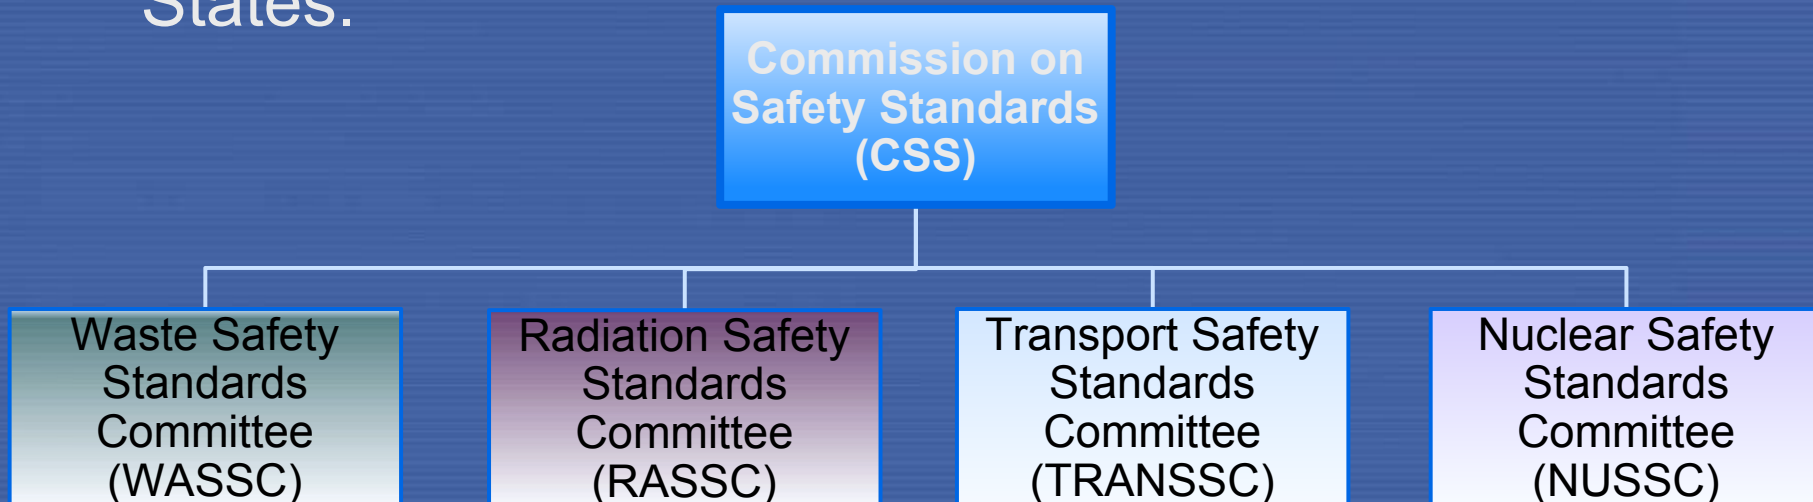 States.
Commission on
Safety Standards
(CSS)
Waste Safety
Standards
Committee
(WASSC)
Radiation Safety
Standards
Committee
(RASSC)
Transport Safety
Standards
Committee
(TRANSSC)
Nuclear Safety
Standards
Committee
(NUSSC)